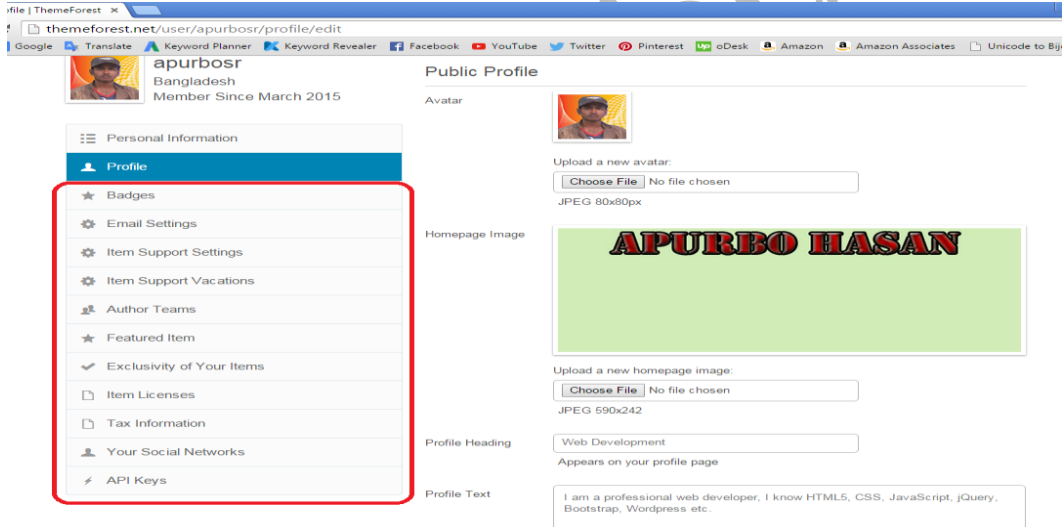 ofile | ThemeForest ×
themeforest.net/user/apurbosr/profile/edit
Google Translate Keyword Planner Keyword Revealer Facebook YouTube Twitter Pinterest oDesk Amazon Amazon Associates Unicode to Bij
apurbosr
Bangladesh
Member Since March 2015
Personal Information
Profile
Badges
Email Settings
Item Support Settings
Item Support Vacations
Author Teams
Featured Item
Exclusivity of Your Items
Item Licenses
Tax Information
Your Social Networks
API Keys
Public Profile
Avatar
Upload a new avatar:
Choose File No file chosen
JPEG 80x80px
Homepage Image
APURBO HASAN
Upload a new homepage image:
Choose File No file chosen
JPEG 590x242
Profile Heading
Web Development
Appears on your profile page
Profile Text
I am a professional web developer, I know HTML5, CSS, JavaScript, jQuery,
Bootstrap, Wordpress etc.